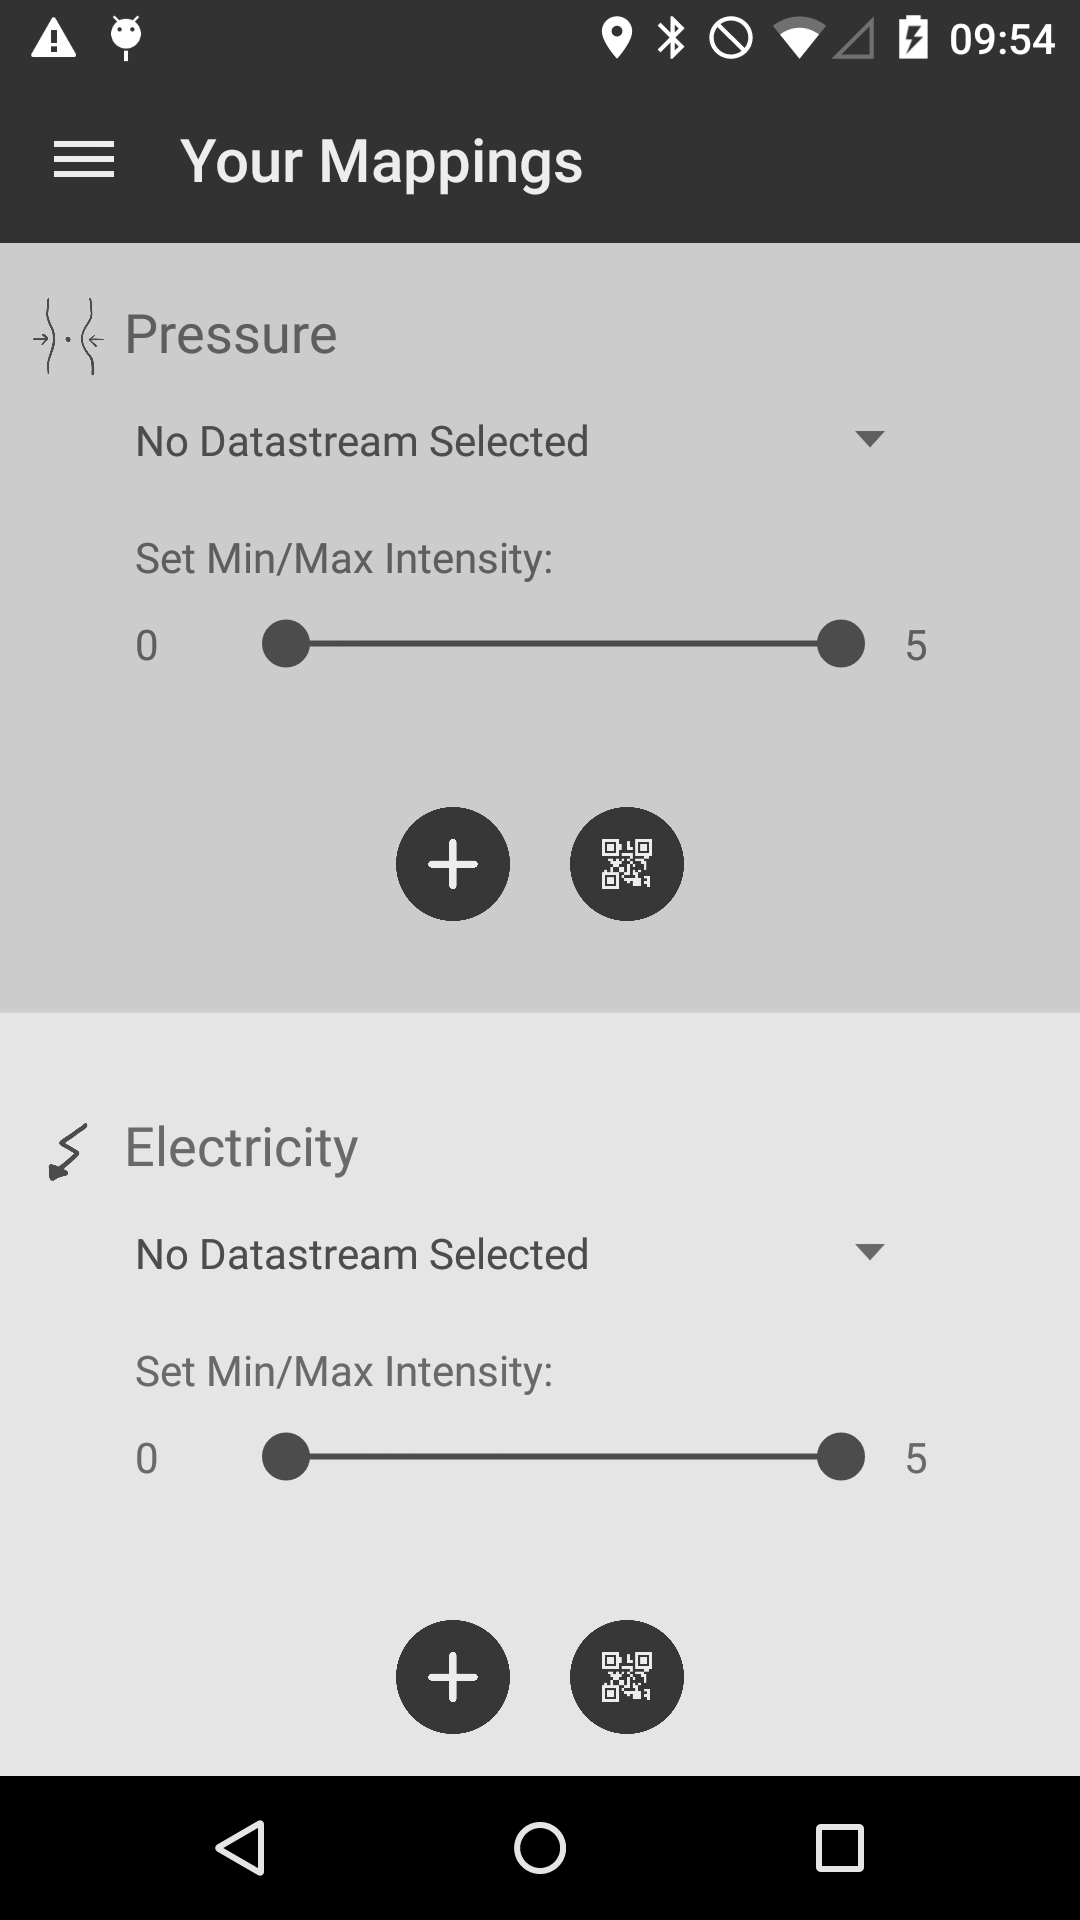 09:54
Your Mappings
Pressure
No Datastream Selected
Set Min/Max Intensity:
0 5
Electricity
No Datastream Selected
Set Min/Max Intensity:
0 5